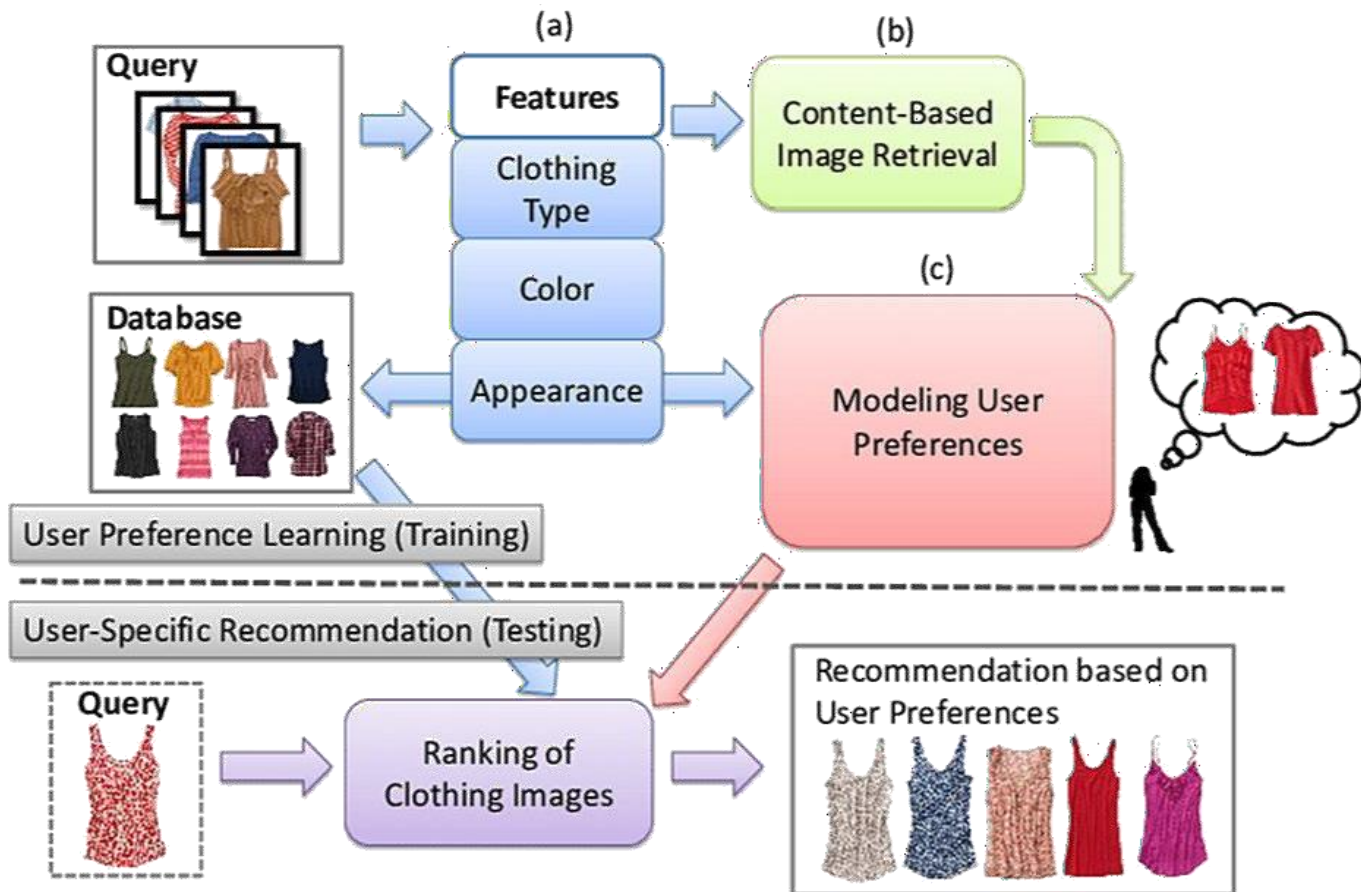 (a)
(b)
Query
Features
Content-Based
Image Retrieval
Clothing
Type
Color
(c)
Database
Appearance
Modeling User
Preferences
User Preference Learning (Training)
User-Specific Recommendation (Testing)
Query
Ranking of
Clothing Images
Recommendation based on
User Preferences